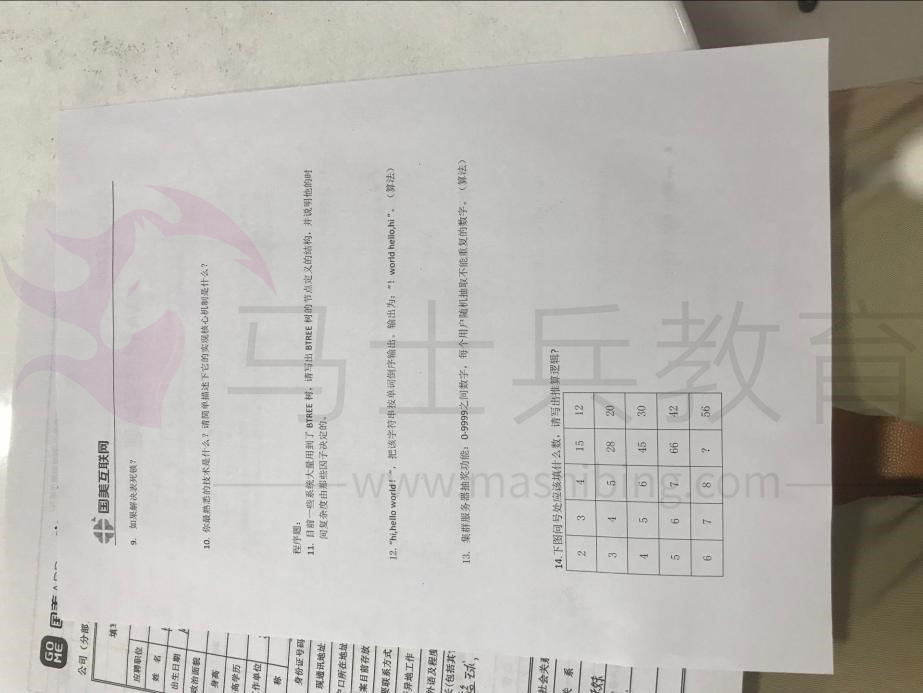 国美互联网
9. 如果解决表死锁?
10. 你最熟悉的技术是什么?请简单描述下它的实现核心机制是什么?
程序题:
11. 目前一些系统大量用到了 BTREE 树,请写出 BTREE 树的节点定义的结构,并说明他的时
间复杂度由那些因子决定的。
12. "hi,hello world!",把该字符串按单词倒序输出。输出为:"! world hello,hi"。(算法)
13. 集群服务器抽奖功能:0-9999之间数字,每个用户随机抽取不能重复的数字。(算法)
14.下图问号处应该填什么数,请写出推算逻辑?
2 3 4 15 12
3 4 5 28 20
4 5 6 45 30
5 6 7 66 42
6 7 8 ? 56
马士兵教育
www.mashibing.com
GO
ME
国美
公司(分部
应聘职位
姓 名
出生日期
政治面貌
身高
高学历
工作单位
称
身份证号码
现通讯地址
户口所在地址
案目前存放
要联系方式
异地工作
外语及程度
社会关系
关 系